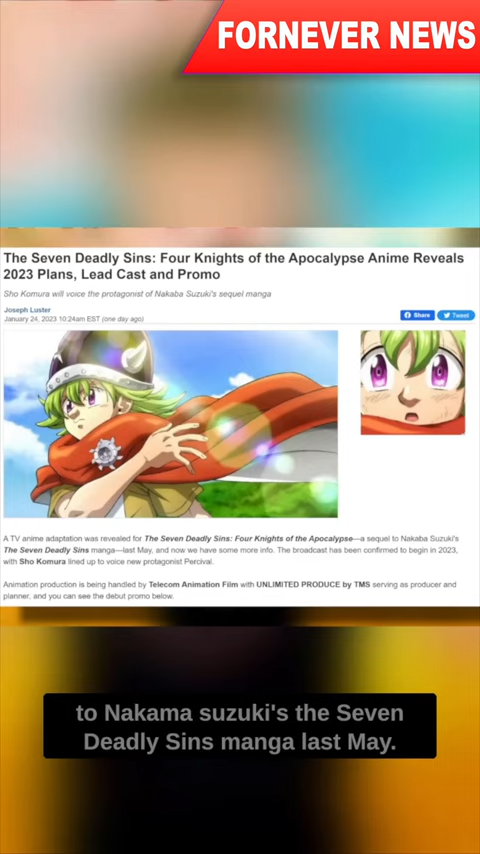 FORNEVER NEWS
The Seven Deadly Sins: Four Knights of the Apocalypse Anime Reveals
2023 Plans, Lead Cast and Promo
Sho Komura will voice the protagonist of Nakaba Suzuki's sequel manga
Joseph Luster
January 24, 2023 10:24am EST (one day ago)
Share
Tweet
A TV anime adaptation was revealed for The Seven Deadly Sins: Four Knights of the Apocalypse—a sequel to Nakaba Suzuki's
The Seven Deadly Sins manga—last May, and now we have some more info. The broadcast has been confirmed to begin in 2023,
with Sho Komura lined up to voice new protagonist Percival.
Animation production is being handled by Telecom Animation Film with UNLIMITED PRODUCE by TMS serving as producer and
planner, and you can see the debut promo below.
to Nakama suzuki's the Seven
Deadly Sins manga last May.